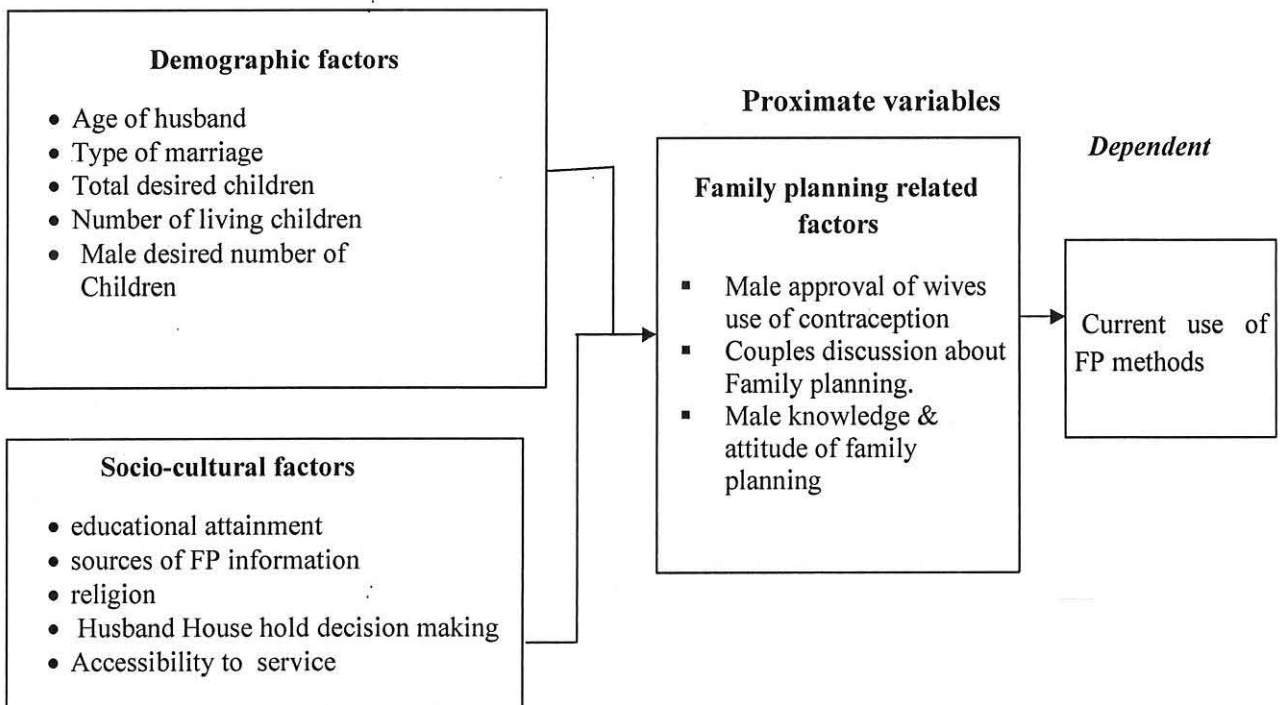 Demographic factors
• Age of husband
• Type of marriage
• Total desired children
• Number of living children
• Male desired number of
Children
Socio-cultural factors
• educational attainment
• sources of FP information
• religion
• Husband House hold decision making
• Accessibility to service
Proximate variables
Family planning related
factors
▪ Male approval of wives
use of contraception
▪ Couples discussion about
Family planning.
▪ Male knowledge &
attitude of family
planning
Dependent
Current use of
FP methods